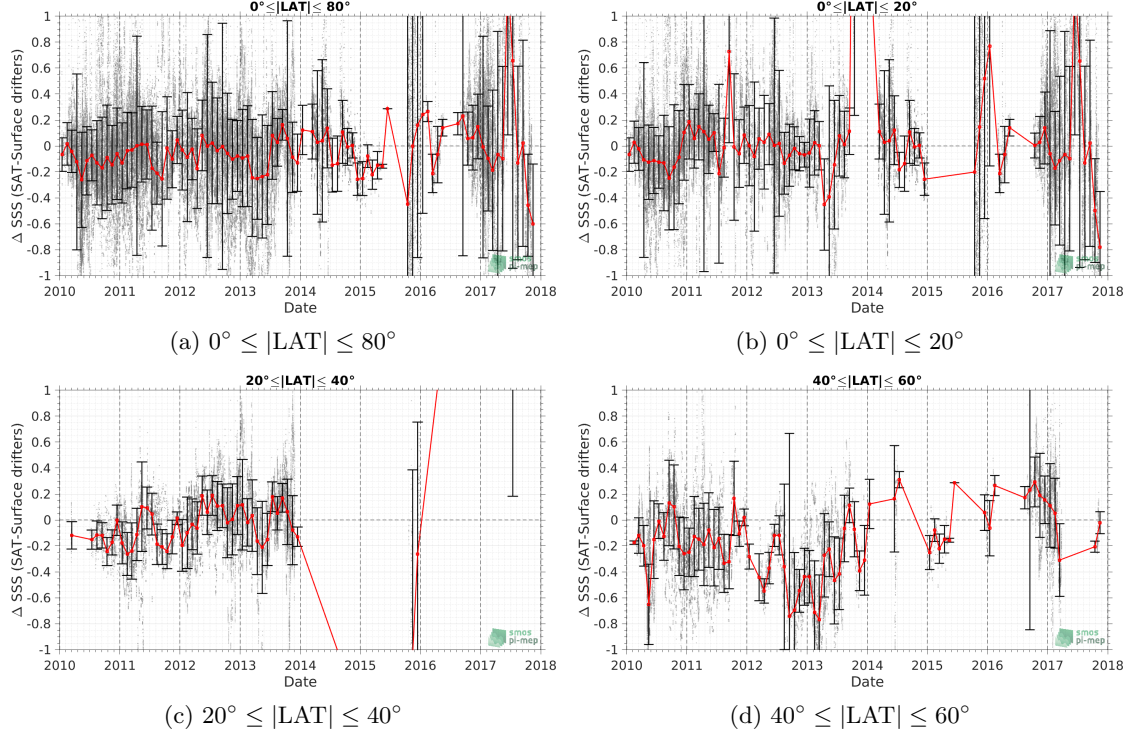 0°≤|LAT|≤ 80°
Δ SSS (SAT-Surface drifters)
1
0.8
0.6
0.4
0.2
0
-0.2
-0.4
-0.6
-0.8
-1
smos
pi-mep
2010 2011 2012 2013 2014 2015 2016 2017 2018
Date
(a) 0° ≤ |LAT| ≤ 80°
0°≤|LAT|≤ 20°
Δ SSS (SAT-Surface drifters)
1
0.8
0.6
0.4
0.2
0
-0.2
-0.4
-0.6
-0.8
-1
smos
pi-mep
2010 2011 2012 2013 2014 2015 2016 2017 2018
Date
(b) 0° ≤ |LAT| ≤ 20°
20°≤|LAT|≤ 40°
Δ SSS (SAT-Surface drifters)
1
0.8
0.6
0.4
0.2
0
-0.2
-0.4
-0.6
-0.8
-1
smos
pi-mep
2010 2011 2012 2013 2014 2015 2016 2017 2018
Date
(c) 20° ≤ |LAT| ≤ 40°
40°≤|LAT|≤ 60°
Δ SSS (SAT-Surface drifters)
1
0.8
0.6
0.4
0.2
0
-0.2
-0.4
-0.6
-0.8
-1
smos
pi-mep
2010 2011 2012 2013 2014 2015 2016 2017 2018
Date
(d) 40° ≤ |LAT| ≤ 60°